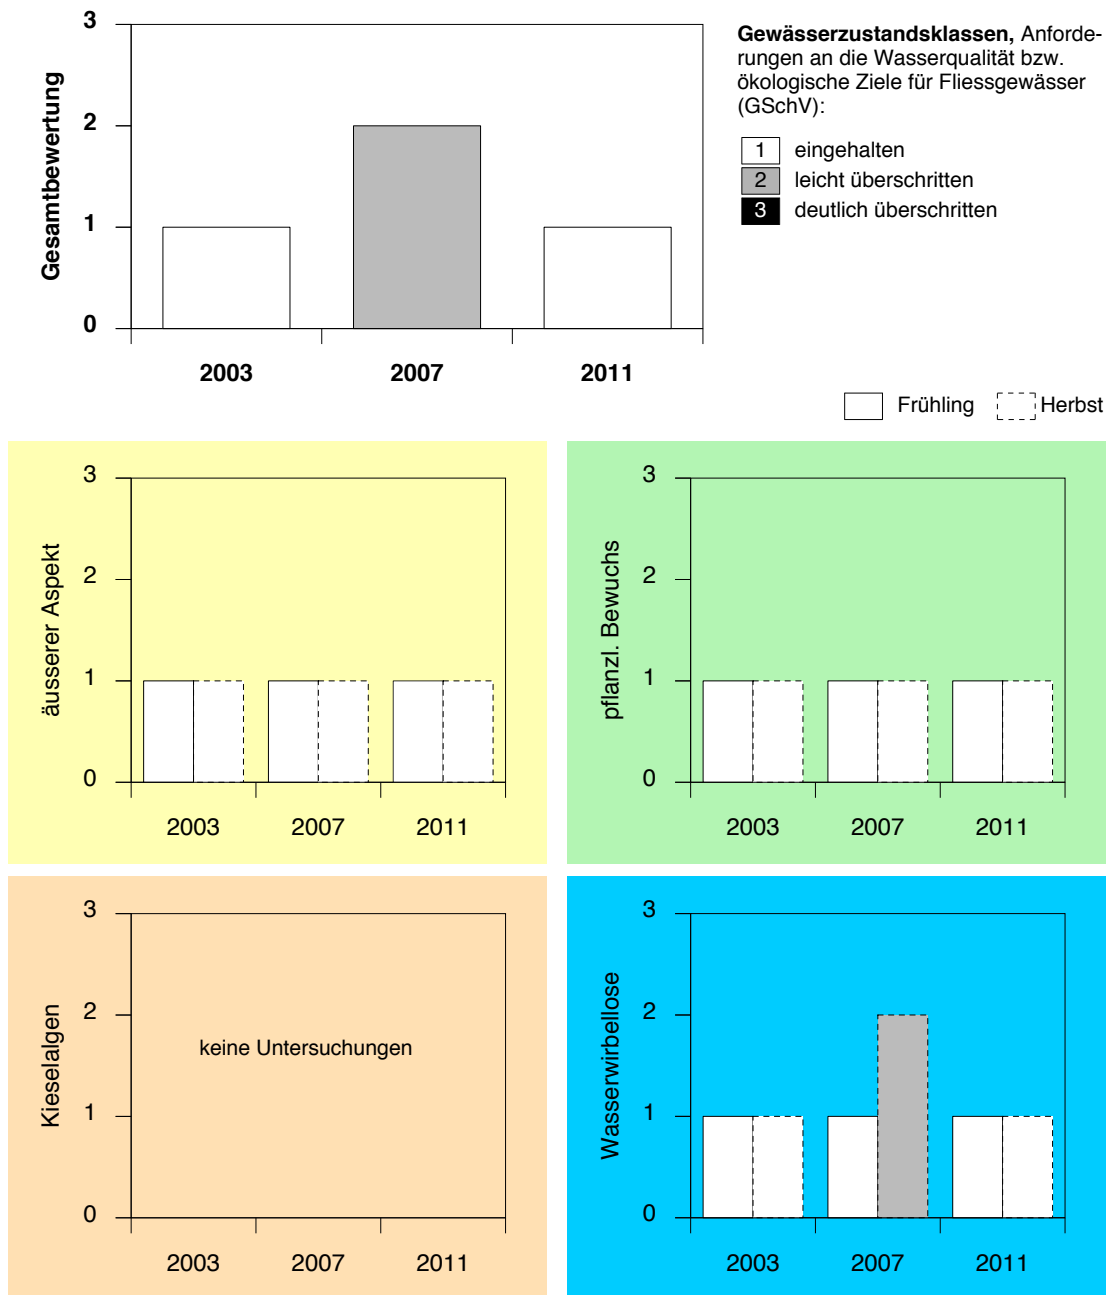 Gesamtbewertung
3
2
1
0
2003 2007 2011
Gewässerzustandsklassen, Anforde-
rungen an die Wasserqualität bzw.
ökologische Ziele für Fliessgewässer
(GSchV):
1 eingehalten
2 leicht überschritten
3 deutlich überschritten
Frühling Herbst
äusserer Aspekt
3
2
1
0
2003 2007 2011
pflanzl. Bewuchs
3
2
1
0
2003 2007 2011
Kieselalgen
3
2
1
0
keine Untersuchungen
2003 2007 2011
Wasserwirbellose
3
2
1
0
2003 2007 2011